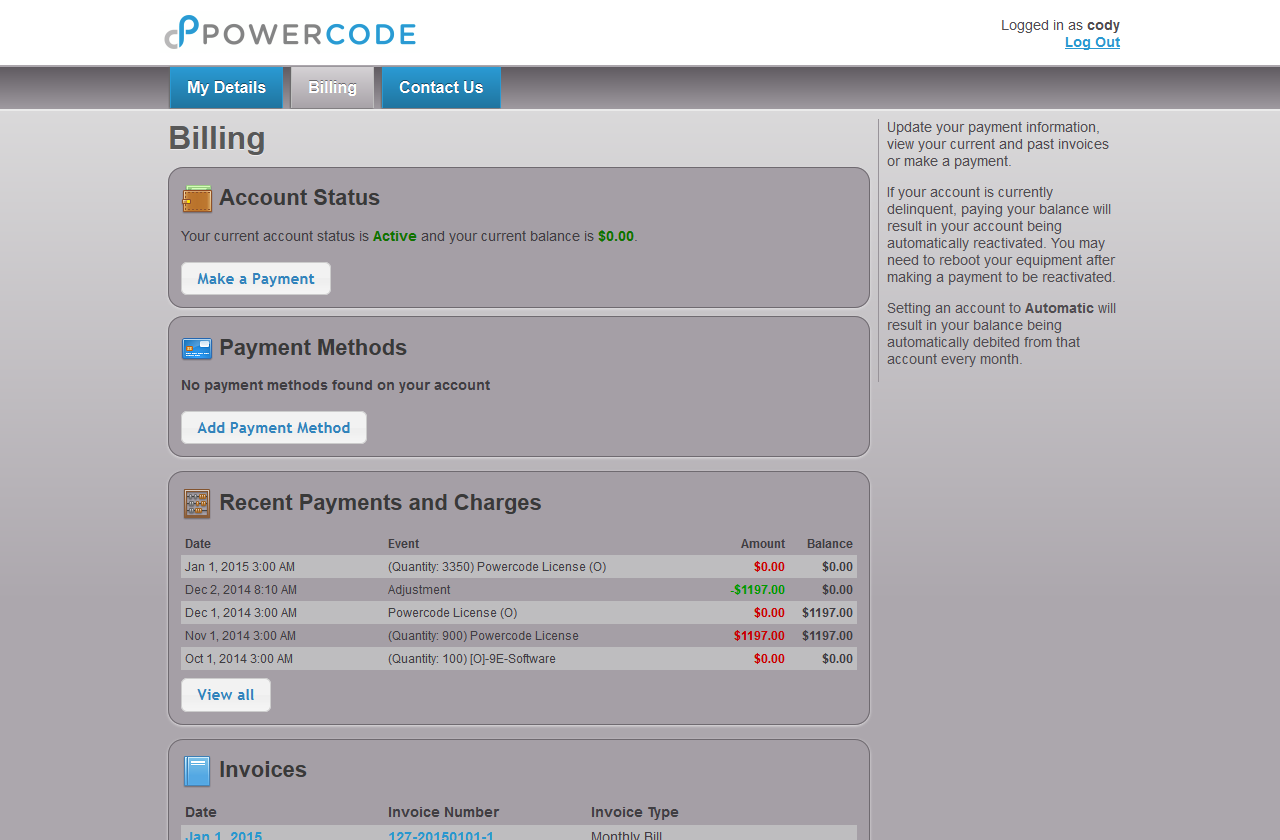 POWERCODE
Logged in as cody
Log Out
My Details
Billing
Contact Us
Billing
Account Status
Your current account status is Active and your current balance is $0.00.
Make a Payment
Payment Methods
No payment methods found on your account
Add Payment Method
Recent Payments and Charges
Date Event Amount Balance
Jan 1, 2015 3:00 AM (Quantity: 3350) Powercode License (O) $0.00 $0.00
Dec 2, 2014 8:10 AM Adjustment -$1197.00 $0.00
Dec 1, 2014 3:00 AM Powercode License (O) $0.00 $1197.00
Nov 1, 2014 3:00 AM (Quantity: 900) Powercode License $1197.00 $1197.00
Oct 1, 2014 3:00 AM (Quantity: 100) [O]-9E-Software $0.00 $0.00
View all
Invoices
Date Invoice Number Invoice Type
Jan 1, 2015 127-20150101-1 Monthly Bill
Update your payment information,
view your current and past invoices
or make a payment.
If your account is currently
delinquent, paying your balance will
result in your account being
automatically reactivated. You may
need to reboot your equipment after
making a payment to be reactivated.
Setting an account to Automatic will
result in your balance being
automatically debited from that
account every month.